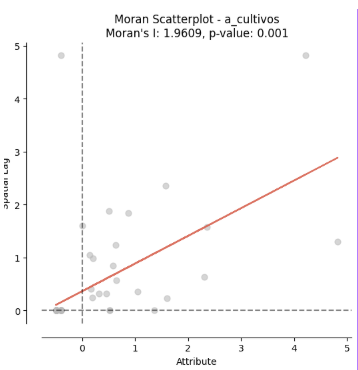 Moran Scatterplot - a_cultivos
Moran's I: 1.9609, p-value: 0.001
5
4
3
2
1
0
Spatial Lag
0 1 2 3 4 5
Attribute